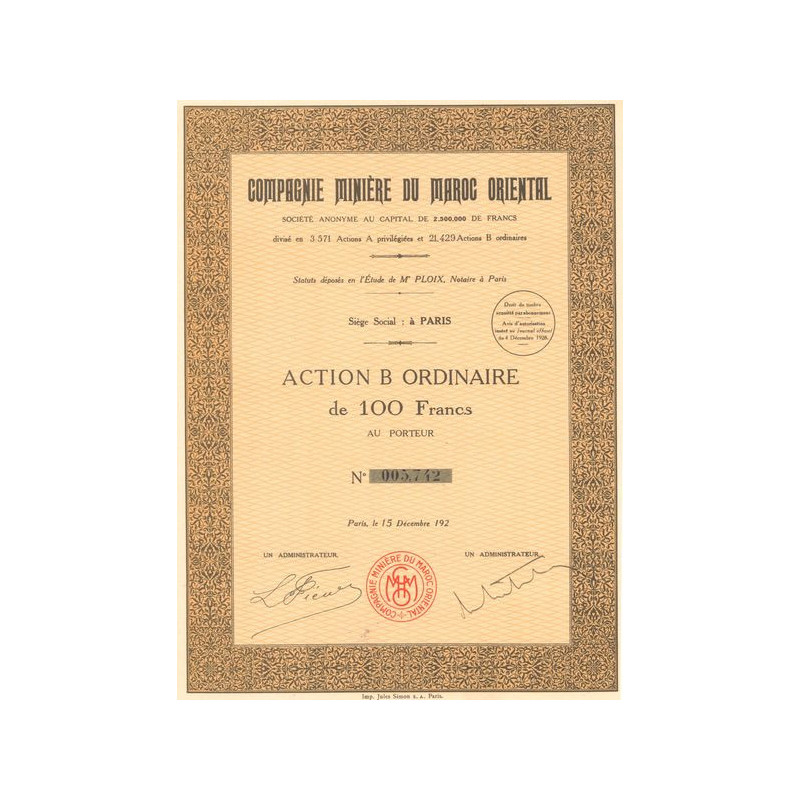 COMPAGNIE MINIÈRE DU MAROC ORIENTAL
SOCIÉTÉ ANONYME AU CAPITAL DE 2.500.000 DE FRANCS
divisé en 3 571 Actions A privilégiées et 21.429 Actions B ordinaires
Statuts déposés en l'Étude de Me PLOIX, Notaire à Paris
Siège Social : à PARIS
Droit de timbre
acquitté par abonnement
Avis d'autorisation
inséré au Journal officiel
du 4 Décembre 1928.
ACTION B ORDINAIRE
de 100 Francs
AU PORTEUR
No 005,742
Paris, le 15 Décembre 192
UN ADMINISTRATEUR, UN ADMINISTRATEUR,
COMPAGNIE MINIÈRE DU MAROC ORIENTAL
Imp. Jules Simon s. a. Paris.